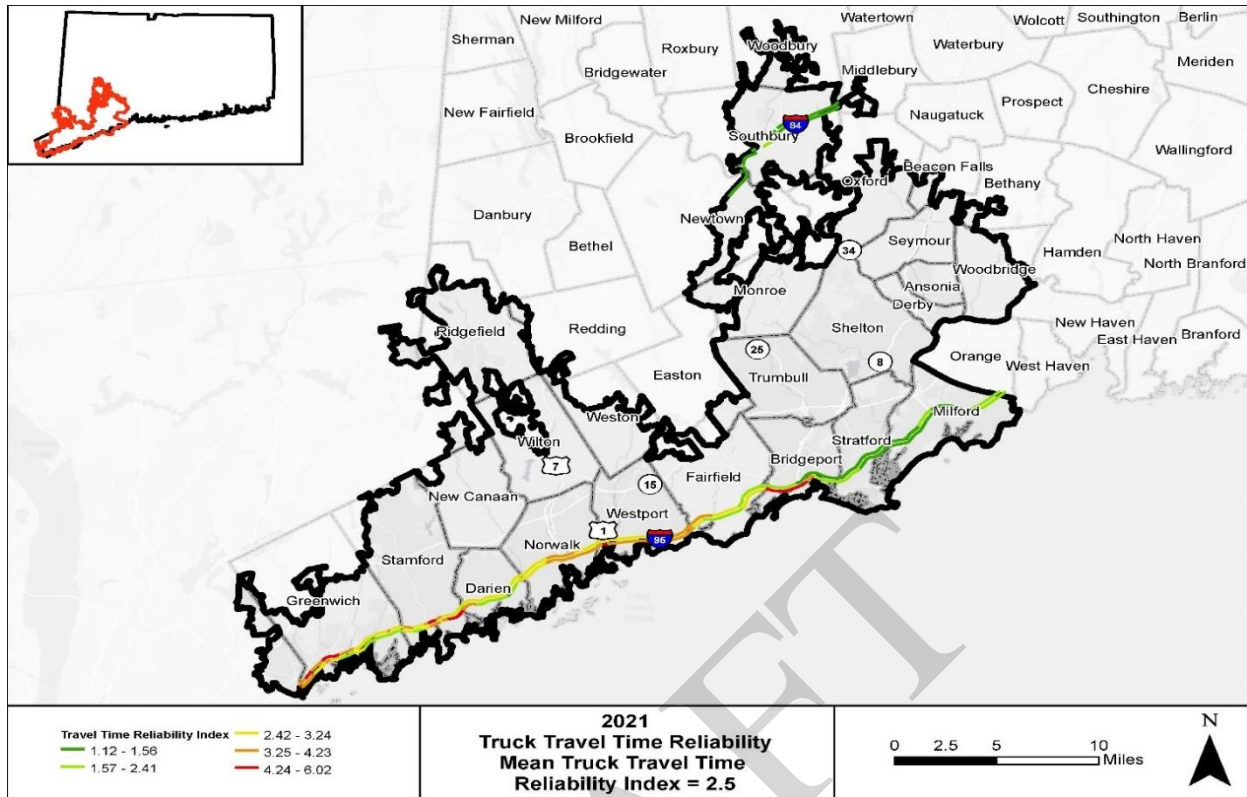 New Milford
Watertown
Wolcott
Southington
Berlin
Sherman
Roxbury
Woodbury
Waterbury
Meriden
Bridgewater
Middlebury
Cheshire
New Fairfield
Prospect
Naugatuck
84
Brookfield
Southbury
Wallingford
Beacon Falls
Oxford
Bethany
Danbury
Newtown
Bethel
Seymour
Hamden
North Haven
34
North Branford
Woodbridge
Monroe
Ansonia
Derby
Ridgefield
Redding
Shelton
New Haven
East Haven
Branford
25
Orange
West Haven
8
Easton
Trumbull
Weston
Milford
Wilton
Stratford
7
Bridgeport
Fairfield
15
New Canaan
Westport
1
95
Norwalk
Stamford
Darien
Greenwich
DRAFT
Travel Time Reliability Index
1.12 - 1.56
1.57 - 2.41
2.42 - 3.24
3.25 - 4.23
4.24 - 6.02
2021
Truck Travel Time Reliability
Mean Truck Travel Time
Reliability Index = 2.5
0 2.5 5 10
Miles
N